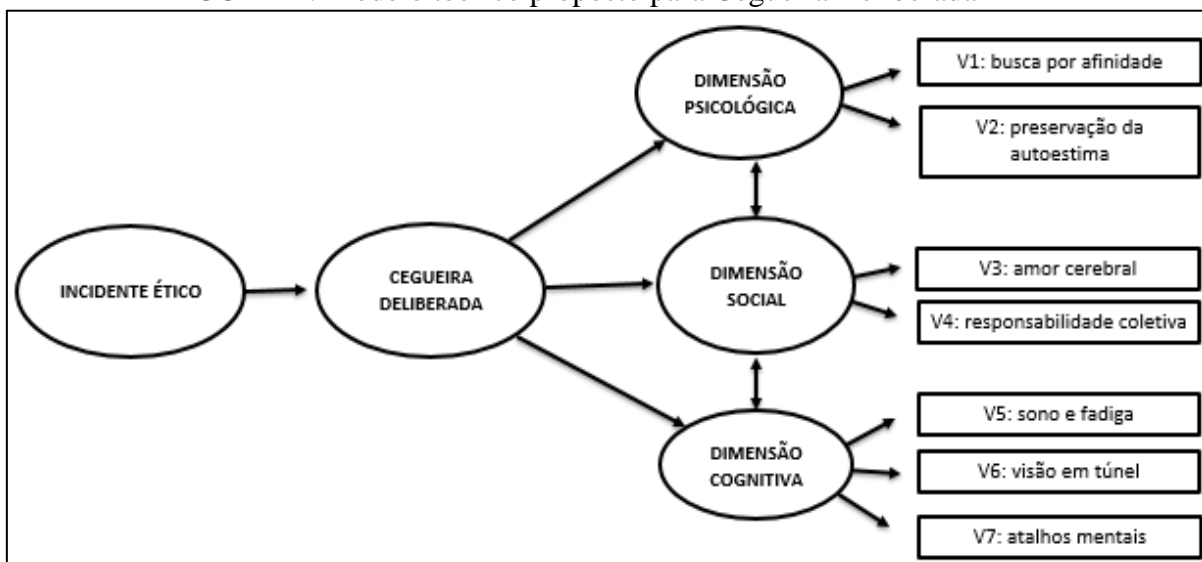 DIMENSÃO
PSICOLÓGICA
V1: busca por afinidade
V2: preservação da
autoestima
INCIDENTE ÉTICO
CEGUEIRA
DELIBERADA
DIMENSÃO
SOCIAL
V3: amor cerebral
V4: responsabilidade coletiva
DIMENSÃO
COGNITIVA
V5: sono e fadiga
V6: visão em túnel
V7: atalhos mentais